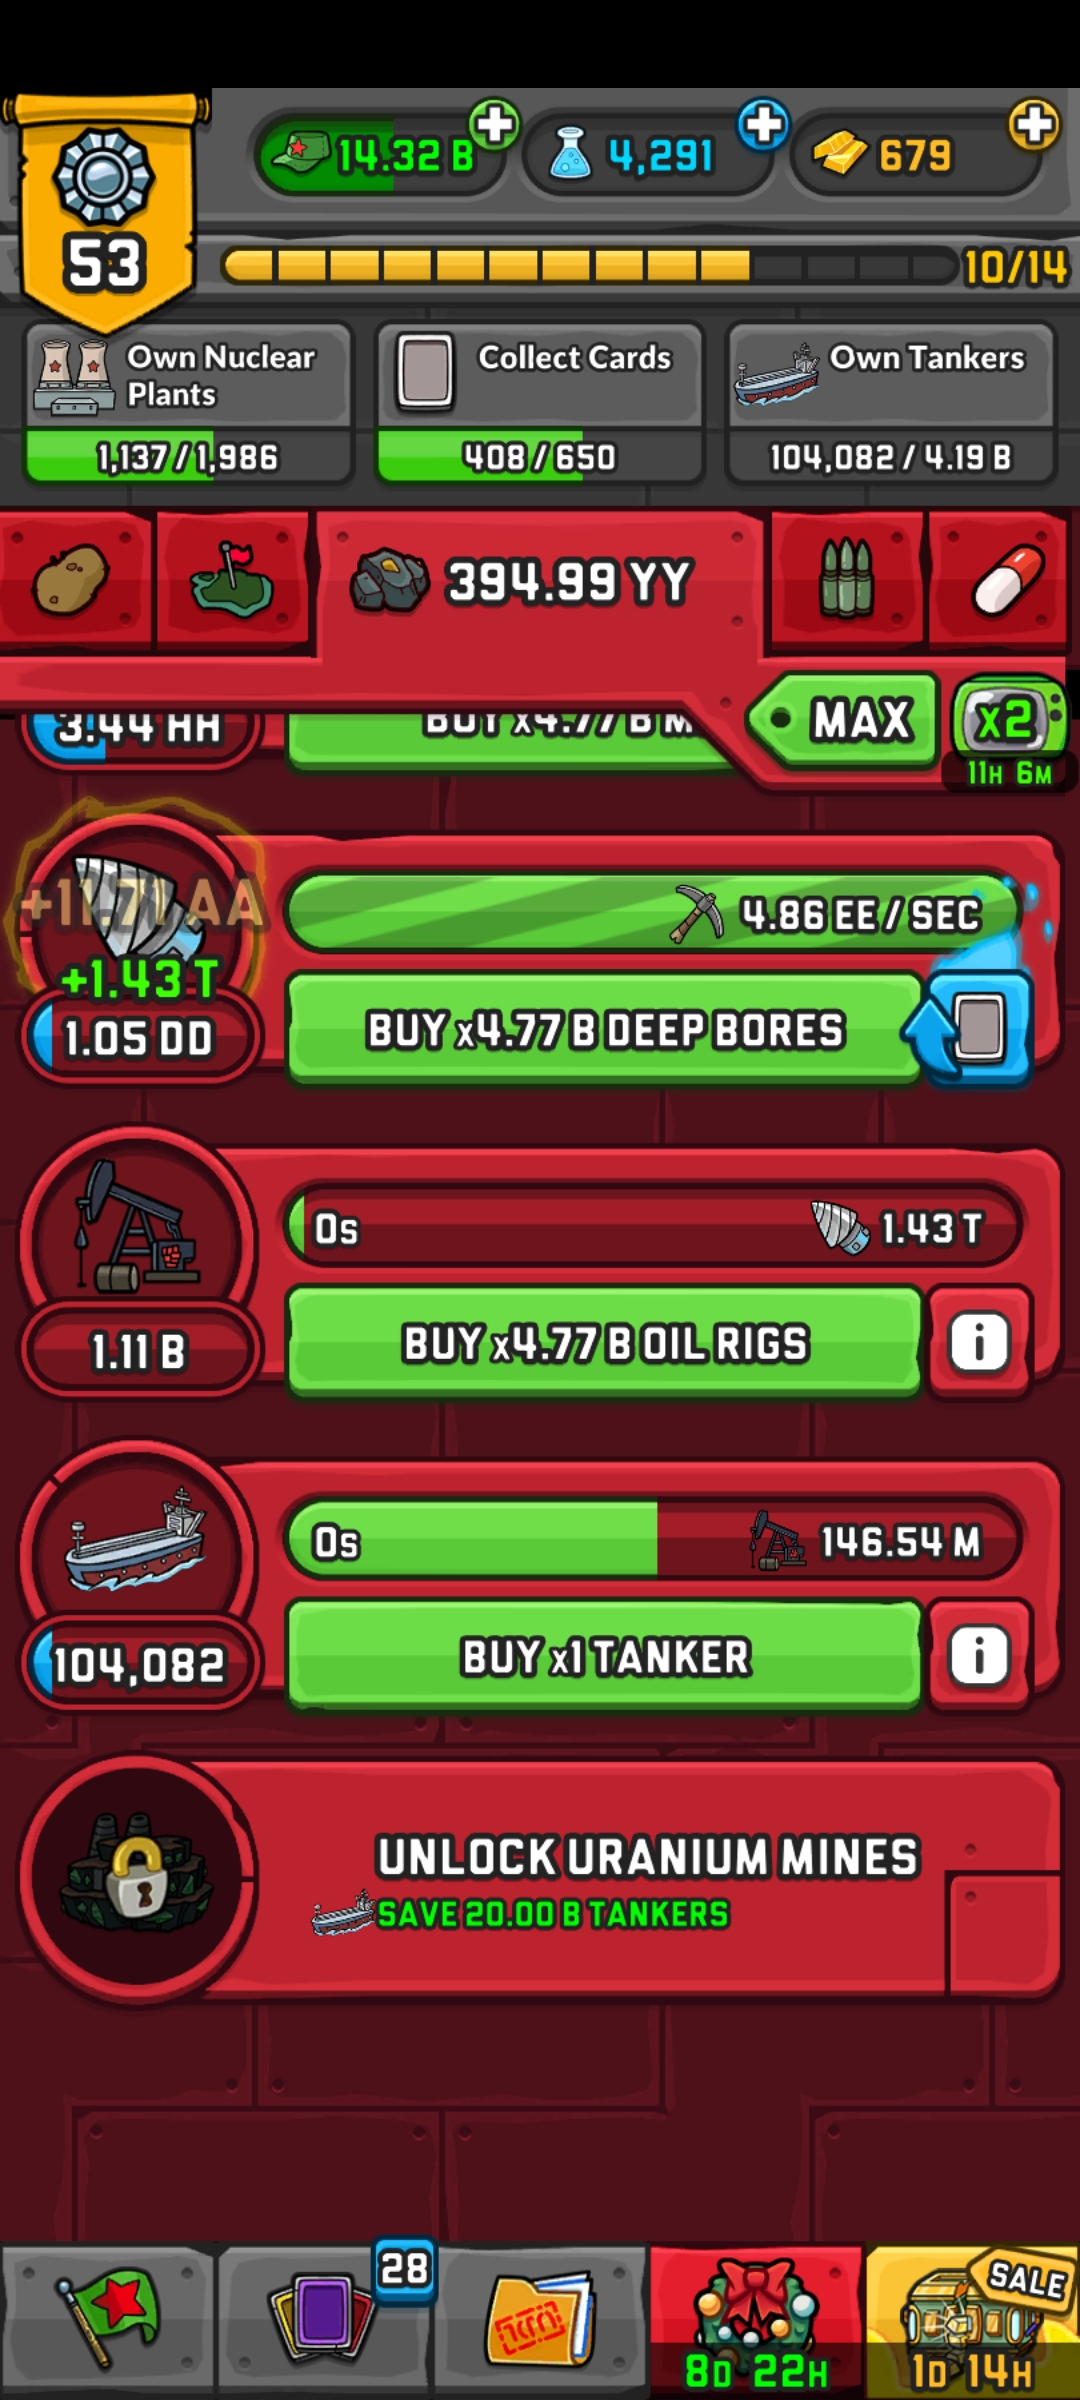 14.32 B
4,291
679
53
10/14
Own Nuclear
Plants
1,137/1,986
Collect Cards
408/650
Own Tankers
104,082/4.19 B
394.99 YY
MAX
x2
11H 6M
3.44 HH
BUY x4.77 B M
+11.71 AA
+1.43 T
1.05 DD
4.86 EE/SEC
BUY x4.77 B DEEP BORES
0s
1.43 T
1.11 B
BUY x4.77 B OIL RIGS
i
0s
146.54 M
104,082
BUY x1 TANKER
i
UNLOCK URANIUM MINES
SAVE 20.00 B TANKERS
28
SALE
8D 22H
1D 14H